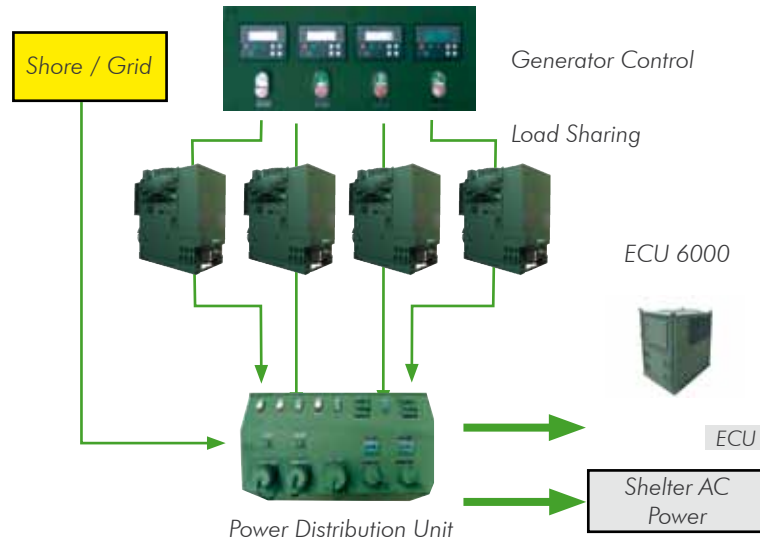 Shore / Grid
Generator Control
Load Sharing
ECU 6000
ECU
Shelter AC
Power
Power Distribution Unit